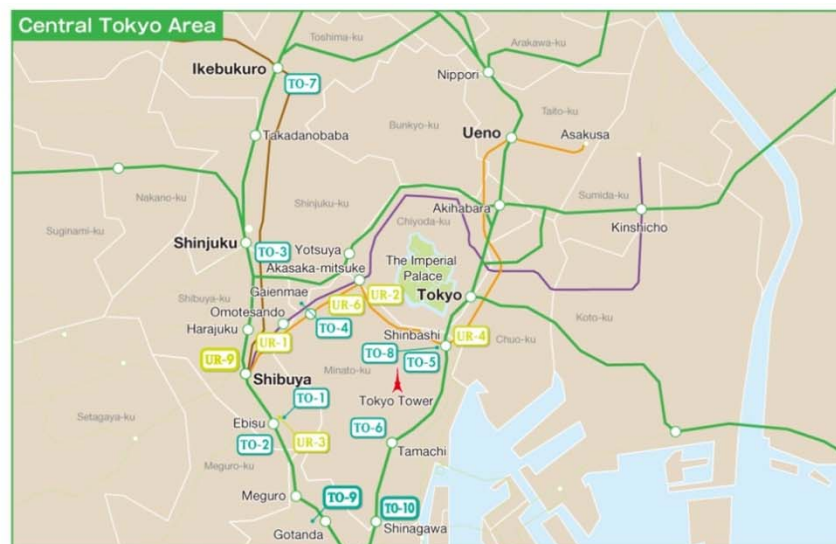 Central Tokyo Area
Toshima-ku
Arakawa-ku
Ikebukuro
TO-7
Nippori
Taito-ku
Bunkyo-ku
Ueno
Asakusa
Takadanobaba
Nakano-ku
Shinjuku-ku
Akihabara
Sumida-ku
Suginami-ku
Chiyoda-ku
Kinshicho
Shinjuku
TO-3
Yotsuya
Akasaka-mitsuke
The Imperial
Palace
Gaienmae
UR-2
Tokyo
Shibuya-ku
UR-6
Omotesando
TO-4
Koto-ku
Harajuku
UR-1
Shinbashi
UR-4
Chuo-ku
TO-8
UR-9
TO-5
Shibuya
Minato-ku
TO-1
Tokyo Tower
Setagaya-ku
Ebisu
TO-6
TO-2
UR-3
Tamachi
Meguro-ku
Meguro
TO-9
TO-10
Gotanda
Shinagawa